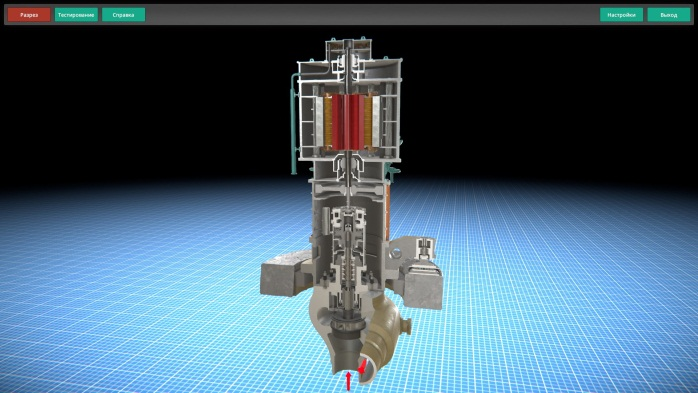 Разрез
Тестирование
Справка
Настройки
Выход